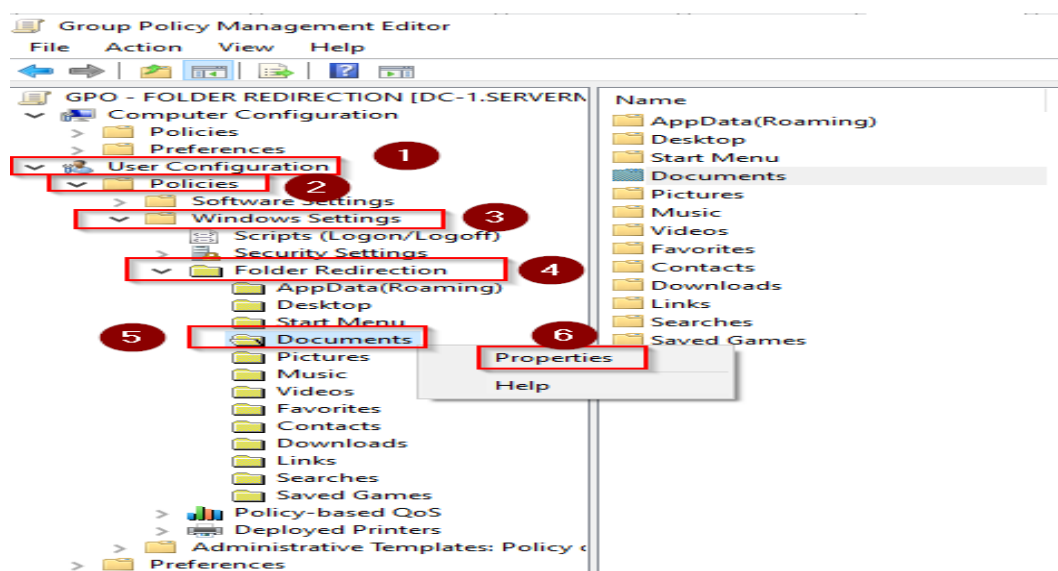 Group Policy Management Editor
File Action View Help
GPO - FOLDER REDIRECTION [DC-1.SERVERN
Computer Configuration
Policies
Preferences
1
User Configuration
Policies
2
Software Settings
Windows Settings
3
Scripts (Logon/Logoff)
Security Settings
Folder Redirection
4
AppData(Roaming)
Desktop
Start Menu
5
Documents
Pictures
Music
Videos
Favorites
Contacts
Downloads
Links
Searches
Saved Games
Policy-based QoS
Deployed Printers
Administrative Templates: Policy
Preferences
6
Properties
Help
Name
AppData(Roaming)
Desktop
Start Menu
Documents
Pictures
Music
Videos
Favorites
Contacts
Downloads
Links
Searches
Saved Games